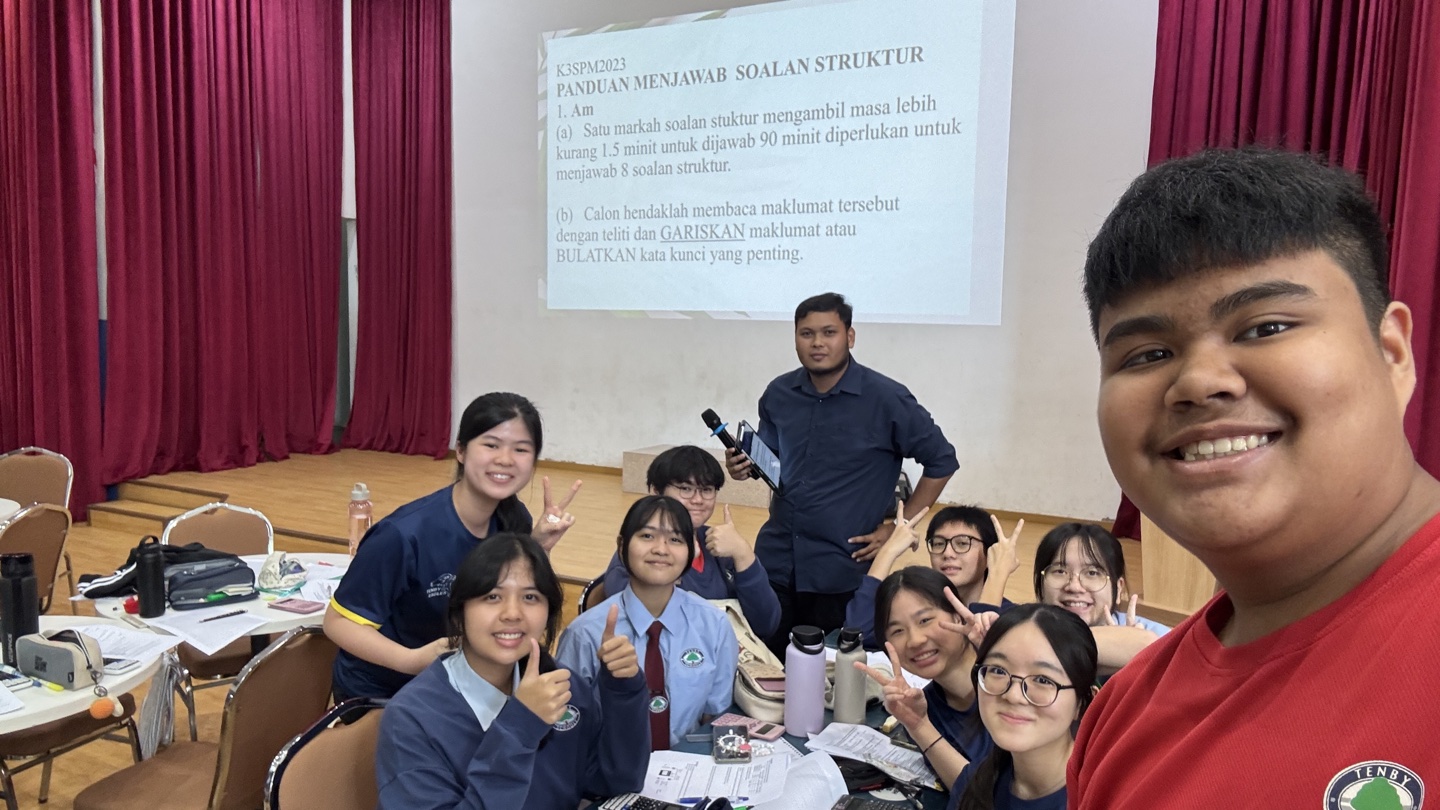 K3SPM2023
PANDUAN MENJAWAB SOALAN STRUKTUR
1. Am
(a) Satu markah soalan stuktur mengambil masa lebih
kurang 1.5 minit untuk dijawab 90 minit diperlukan untuk
menjawab 8 soalan struktur.
(b) Calon hendaklah membaca maklumat tersebut
dengan teliti dan GARISKAN maklumat atau
BULATKAN kata kunci yang penting.
TENBY